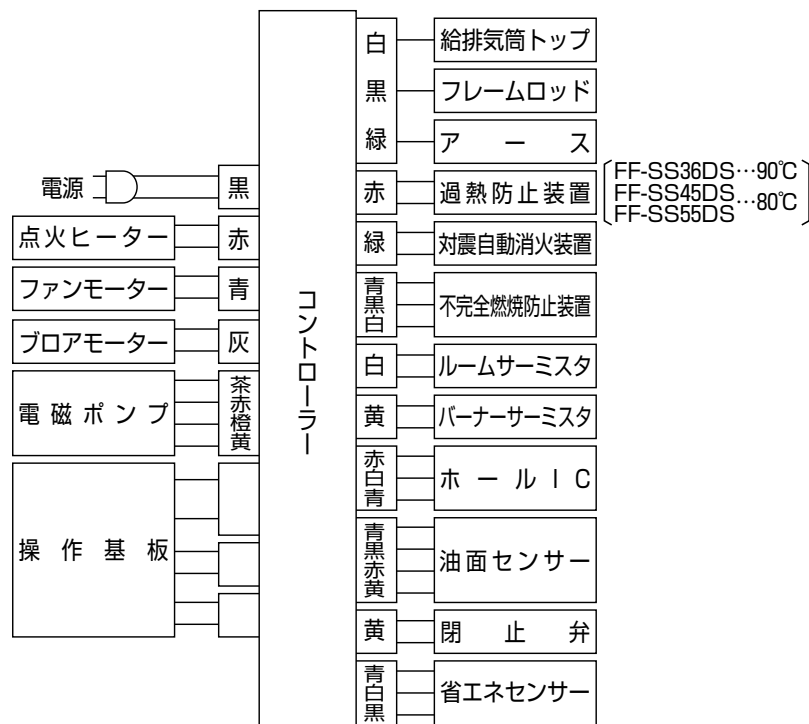 電源
黒
点火ヒーター
赤
ファンモーター
青
ブロアモーター
灰
電磁ポンプ
茶
赤
橙
黄
操作基板
コントローラー
白
給排気筒トップ
黒
フレームロッド
緑
アース
赤
過熱防止装置
FF-SS36DS…90℃
FF-SS45DS
FF-SS55DS
…80℃
緑
対震自動消火装置
青
黒
白
不完全燃焼防止装置
白
ルームサーミスタ
黄
バーナーサーミスタ
赤
白
青
ホールIC
青
黒
赤
黄
油面センサー
黄
閉止弁
青
白
黒
省エネセンサー